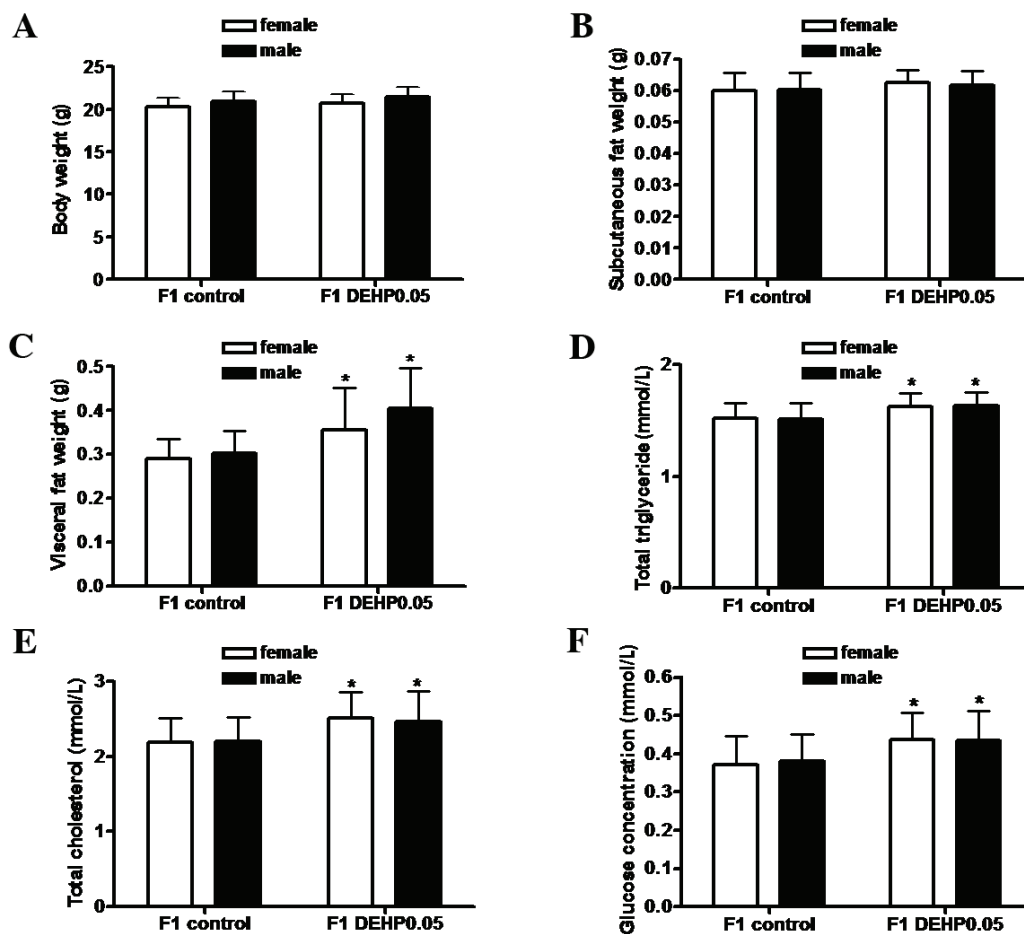 A
female
male
Body weight (g)
25
20
15
10
5
0
F1 control
F1 DEHP0.05
B
female
male
Subcutaneous fat weight (g)
0.07
0.06
0.05
0.04
0.03
0.02
0.01
0.00
F1 control
F1 DEHP0.05
C
female
male
Visceral fat weight (g)
0.5
0.4
0.3
0.2
0.1
0.0
* *
F1 control
F1 DEHP0.05
D
female
male
Total triglyceride (mmol/L)
2
1
0
* *
F1 control
F1 DEHP0.05
E
female
male
Total cholesterol (mmol/L)
3
2
1
0
* *
F1 control
F1 DEHP0.05
F
female
male
Glucose concentration (mmol/L)
0.6
0.5
0.4
0.3
0.2
0.1
0.0
* *
F1 control
F1 DEHP0.05